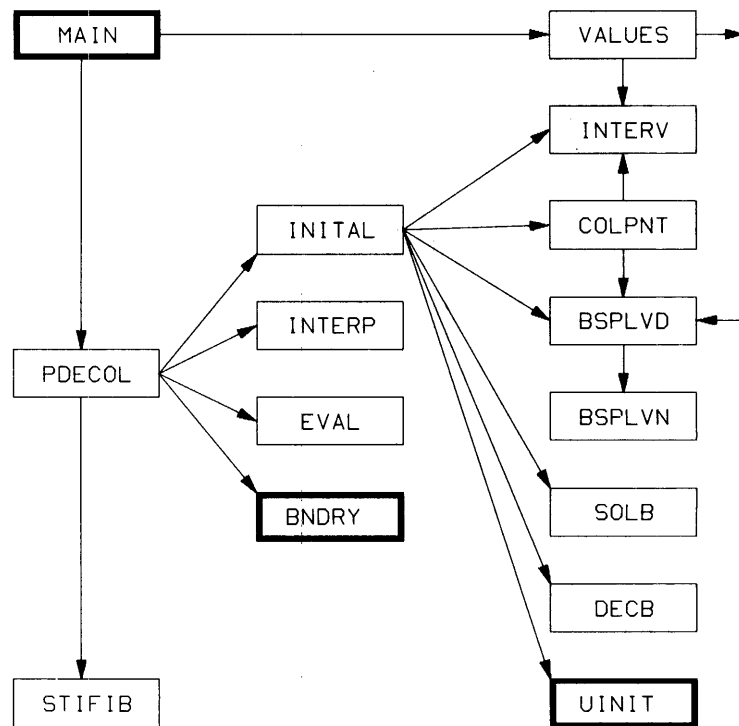 MAIN
VALUES
INTERV
INITAL
COLPNT
INTERP
BSPLVD
PDECOL
EVAL
BSPLVN
BNDRY
SOLB
DECB
STIFIB
UINIT